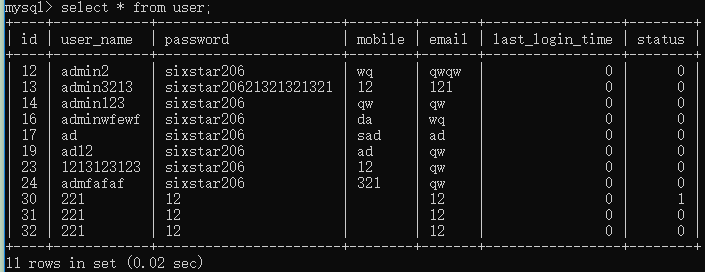 mysql> select * from user;
| id | user_name | password | mobile | email | last_login_time | status |
| 12 | admin2 | sixstar206 | wq | qwqw | 0 | 0 |
| 13 | admin3213 | sixstar20621321321321 | 12 | 121 | 0 | 0 |
| 14 | admin123 | sixstar206 | qw | qw | 0 | 0 |
| 16 | adminwfewf | sixstar206 | da | wq | 0 | 0 |
| 17 | ad | sixstar206 | sad | ad | 0 | 0 |
| 19 | ad12 | sixstar206 | ad | qw | 0 | 0 |
| 23 | 1213123123 | sixstar206 | 12 | qw | 0 | 0 |
| 24 | admfafaf | sixstar206 | 321 | qw | 0 | 0 |
| 30 | 221 | 12 | | 12 | 0 | 1 |
| 31 | 221 | 12 | | 12 | 0 | 0 |
| 32 | 221 | 12 | | 12 | 0 | 0 |
11 rows in set (0.02 sec)